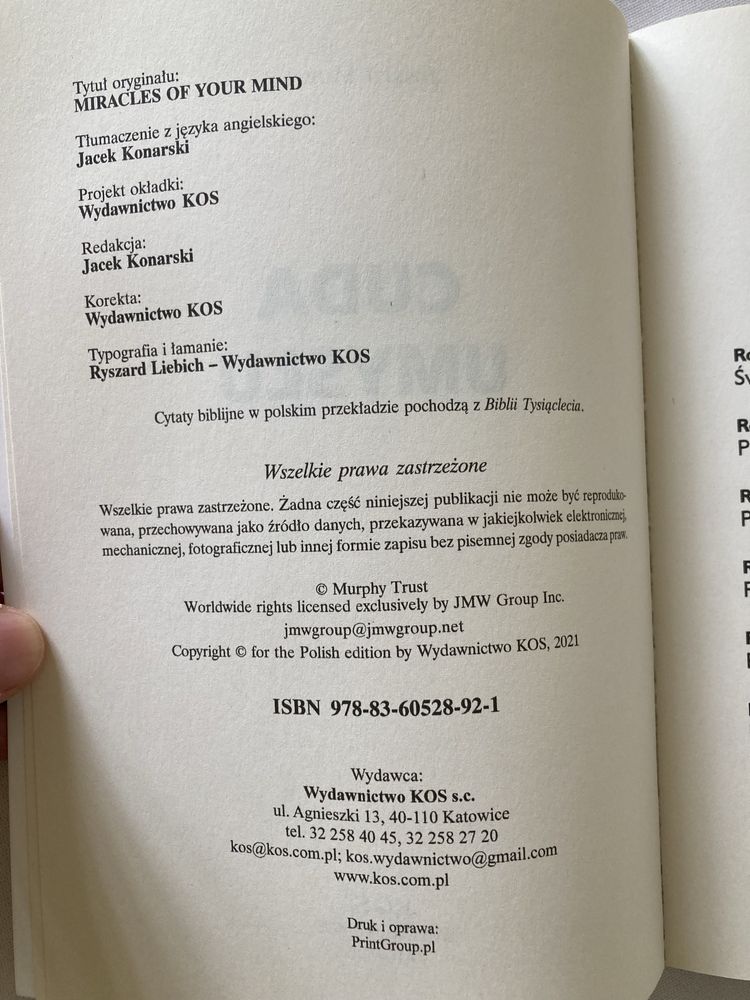 Tytuł oryginału:
MIRACLES OF YOUR MIND
Tłumaczenie z języka angielskiego:
Jacek Konarski
Projekt okładki:
Wydawnictwo KOS
Redakcja:
Jacek Konarski
Korekta:
Wydawnictwo KOS
Typografia i łamanie:
Ryszard Liebich – Wydawnictwo KOS
Cytaty biblijne w polskim przekładzie pochodzą z Biblii Tysiąclecia.
Wszelkie prawa zastrzeżone
Wszelkie prawa zastrzeżone. Żadna część niniejszej publikacji nie może być reproduko-
wana, przechowywana jako źródło danych, przekazywana w jakiejkolwiek elektronicznej,
mechanicznej, fotograficznej lub innej formie zapisu bez pisemnej zgody posiadacza praw.
© Murphy Trust
Worldwide rights licensed exclusively by JMW Group Inc.
jmwgroup@jmwgroup.net
Copyright © for the Polish edition by Wydawnictwo KOS, 2021
ISBN 978-83-60528-92-1
Wydawca:
Wydawnictwo KOS s.c.
ul. Agnieszki 13, 40-110 Katowice
tel. 32 258 40 45, 32 258 27 20
kos@kos.com.pl; kos.wydawnictwo@gmail.com
www.kos.com.pl
Druk i oprawa:
PrintGroup.pl